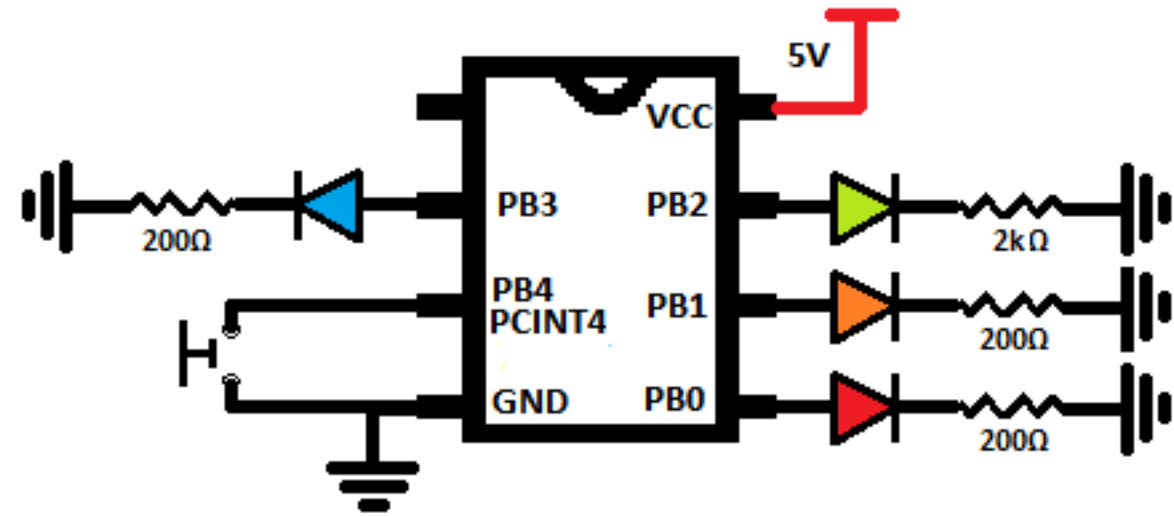 5V
VCC
PB3
PB2
200Ω
2kΩ
PB4
PCINT4
PB1
200Ω
GND
PB0
200Ω